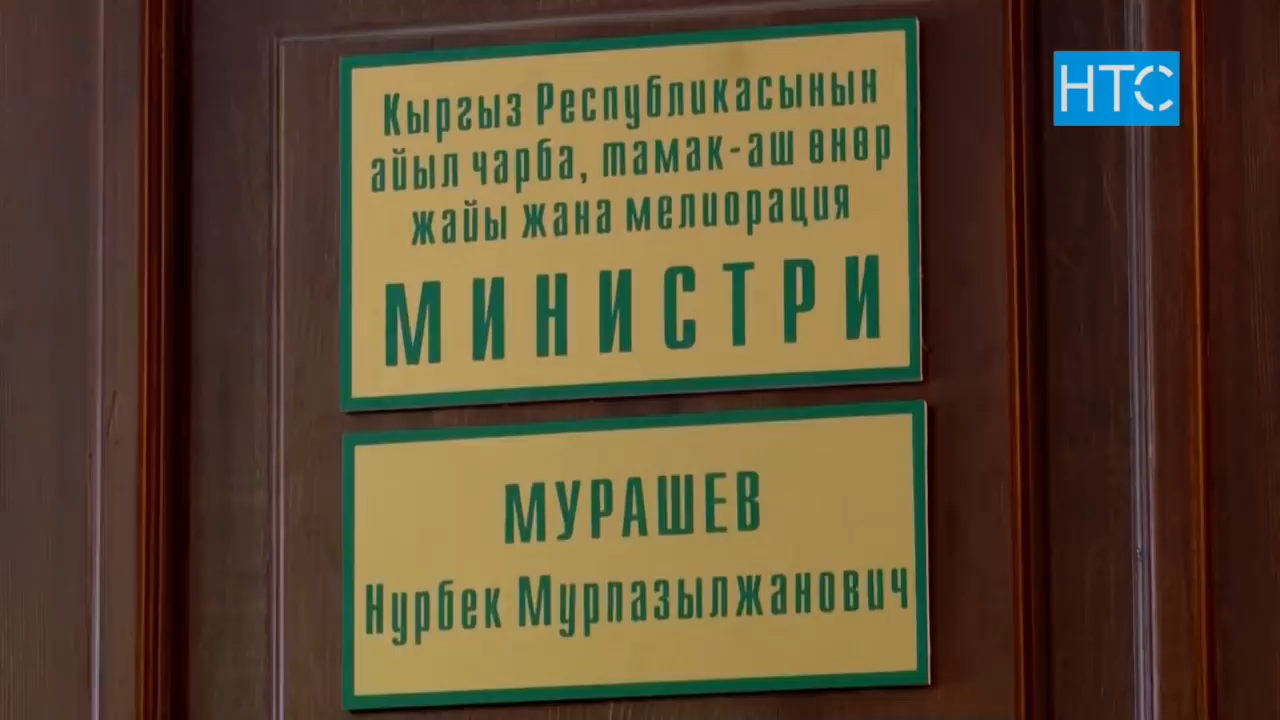 НТС
Кыргыз Республикасынын
айыл чарба, тамак-аш өнөр
жайы жана мелиорация
МИНИСТРИ
МУРАШЕВ
Нурбек Мурпазылжанович